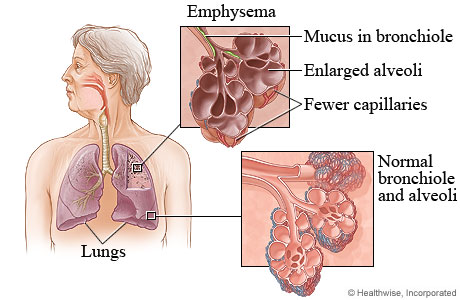 Emphysema
Mucus in bronchiole
Enlarged alveoli
Fewer capillaries
Normal
bronchiole
and alveoli
Lungs
© Healthwise, Incorporated